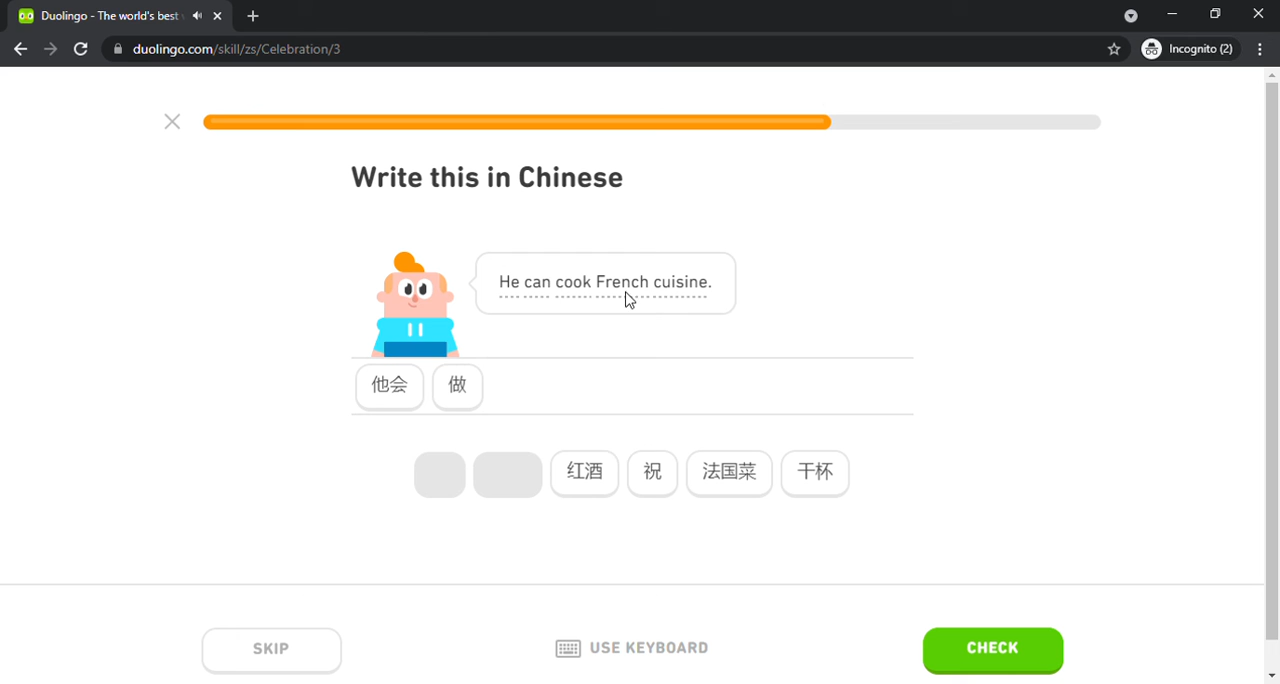 Duolingo - The world's best
duolingo.com/skill/zs/Celebration/3
Incognito (2)
Write this in Chinese
He can cook French cuisine.
他会 做
红酒 祝 法国菜 干杯
SKIP USE KEYBOARD CHECK